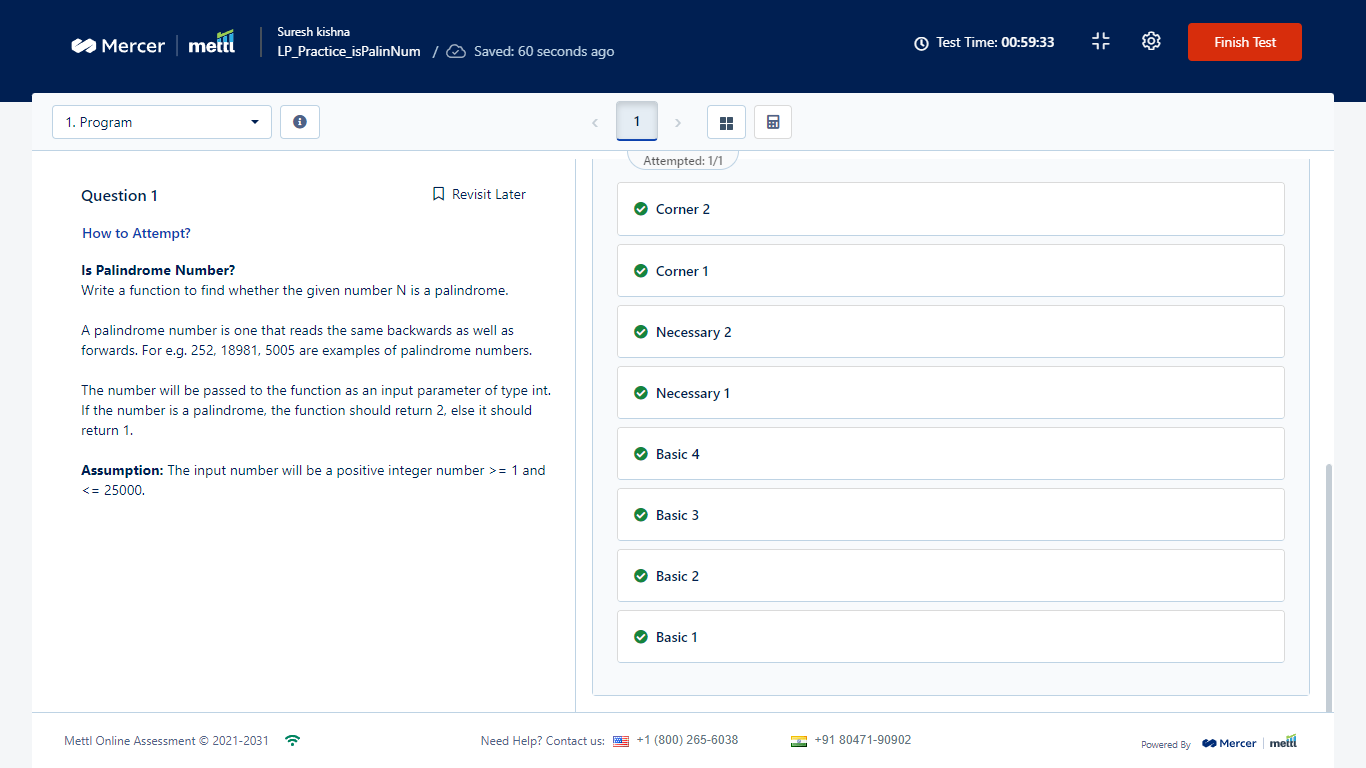 Mercer
mettl
Suresh kishna
LP_Practice_isPalinNum / Saved: 60 seconds ago
Test Time: 00:59:33
Finish Test
1. Program
1
Attempted: 1/1
Question 1
Revisit Later
How to Attempt?
Is Palindrome Number?
Write a function to find whether the given number N is a palindrome.
A palindrome number is one that reads the same backwards as well as
forwards. For e.g. 252, 18981, 5005 are examples of palindrome numbers.
The number will be passed to the function as an input parameter of type int.
If the number is a palindrome, the function should return 2, else it should
return 1.
Assumption: The input number will be a positive integer number >= 1 and
<= 25000.
Corner 2
Corner 1
Necessary 2
Necessary 1
Basic 4
Basic 3
Basic 2
Basic 1
Mettl Online Assessment © 2021-2031
Need Help? Contact us: +1 (800) 265-6038
+91 80471-90902
Powered By Mercer mettl